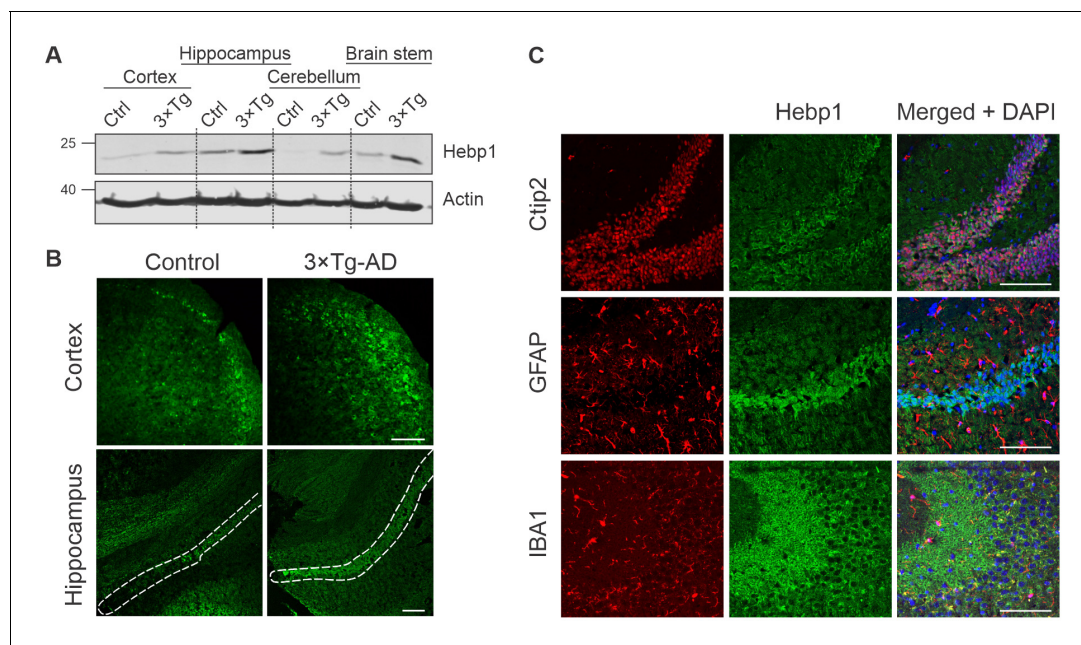 A
Hippocampus Brain stem
Cortex Cerebellum
Ctrl 3×Tg Ctrl 3×Tg Ctrl 3×Tg Ctrl 3×Tg
25
Hebp1
40
Actin
B
Control 3×Tg-AD
Cortex
Hippocampus
C
Hebp1 Merged + DAPI
Ctip2
GFAP
IBA1